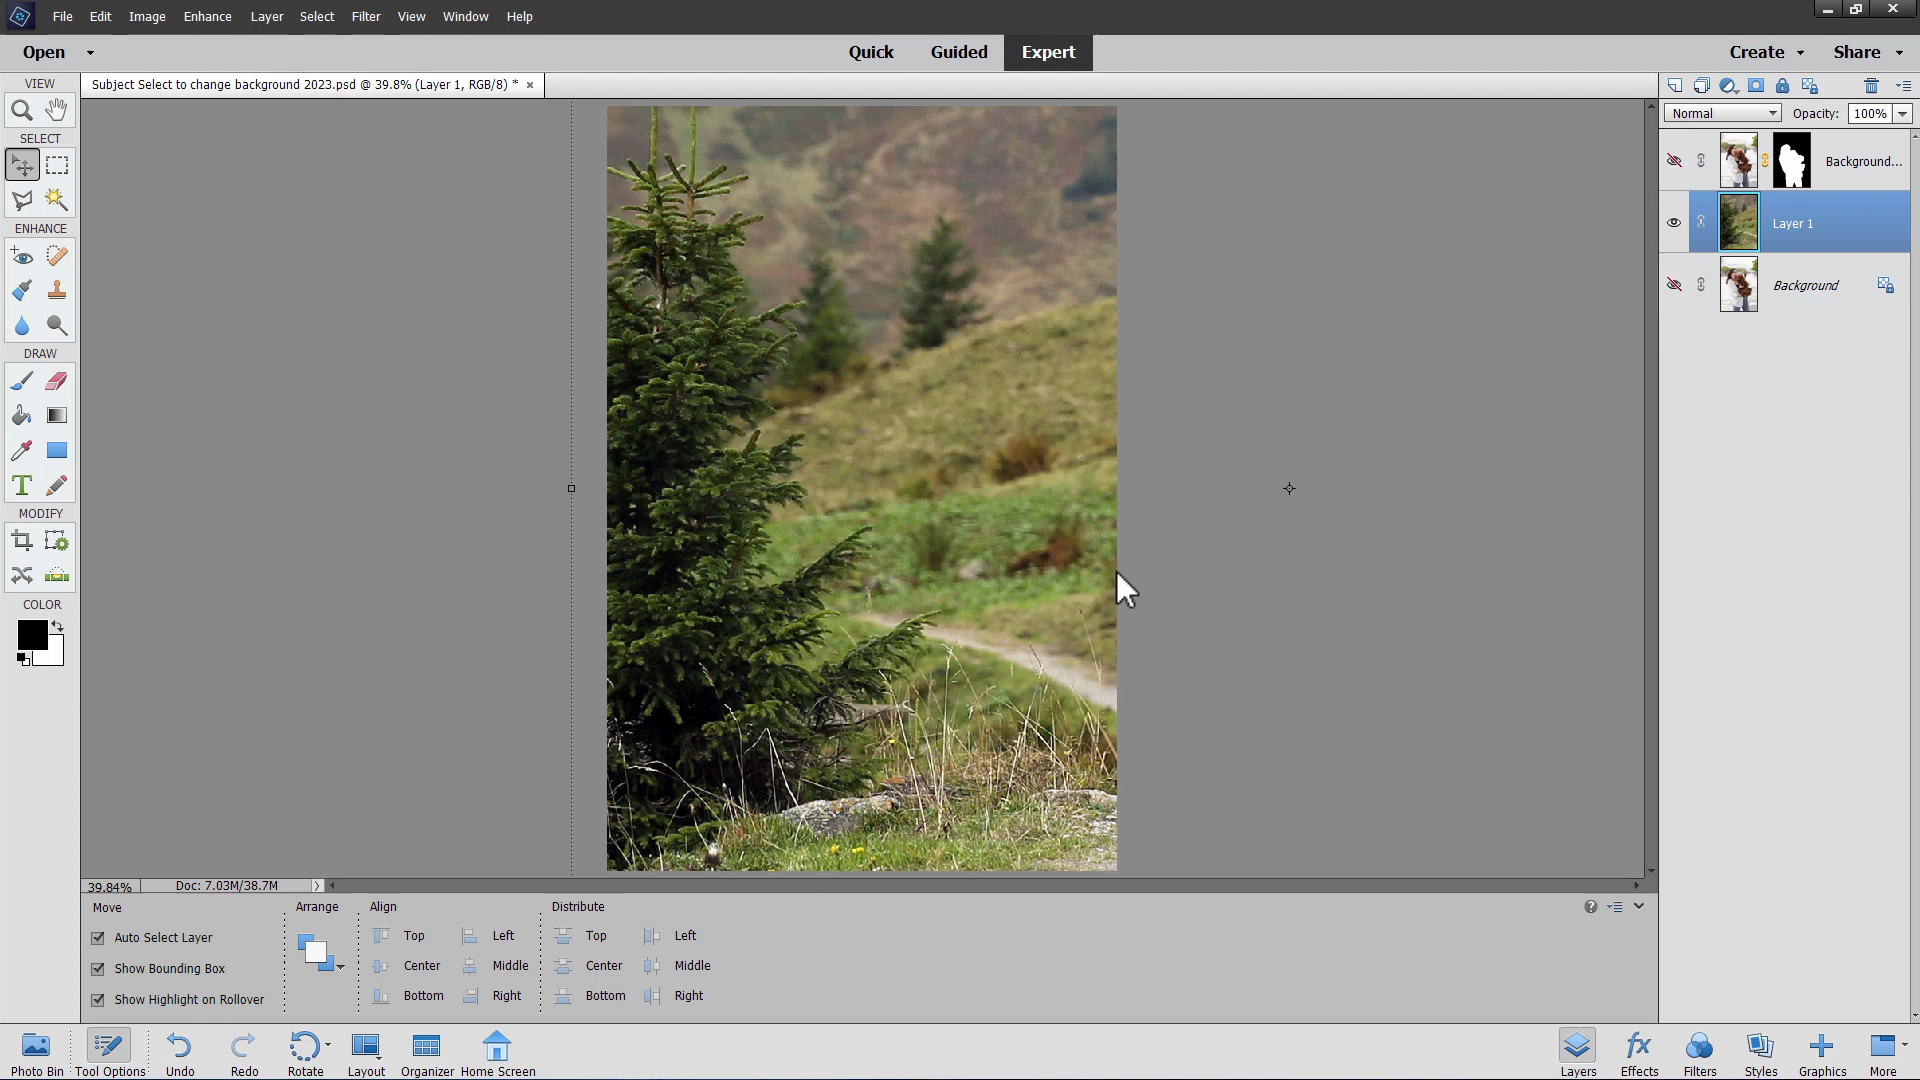 File Edit Image Enhance Layer Select Filter View Window Help
Open Quick Guided Expert Create Share
VIEW
Subject Select to change background 2023.psd @ 39.8% (Layer 1, RGB/8) * ×
SELECT
ENHANCE
DRAW
T
MODIFY
COLOR
Normal Opacity: 100%
Background...
Layer 1
Background
39.84% Doc: 7.03M/38.7M
Move Arrange Align Distribute
Auto Select Layer
Show Bounding Box
Show Highlight on Rollover
Top Left
Center Middle
Bottom Right
Top Left
Center Middle
Bottom Right
Photo Bin Tool Options Undo Redo Rotate Layout Organizer Home Screen
fx
Layers Effects Filters Styles Graphics More